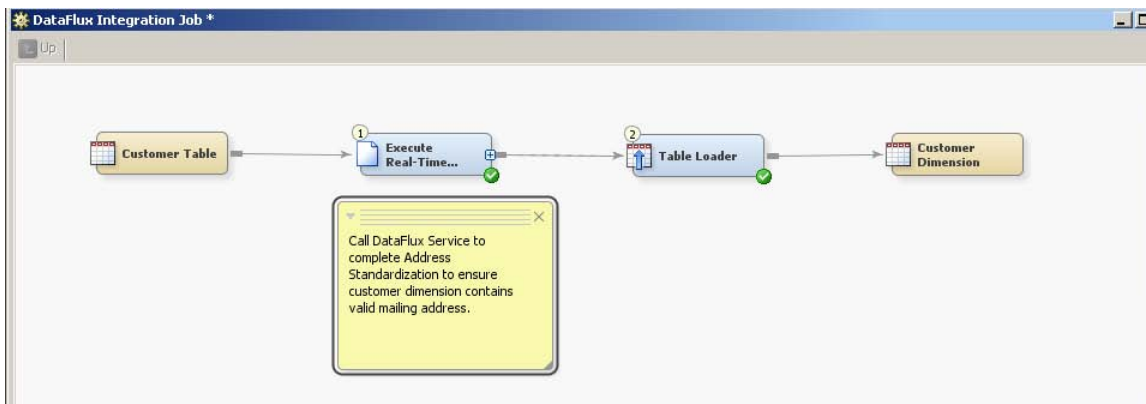 DataFlux Integration Job *
Up
Customer Table
1
Execute
Real-Time...
2
Table Loader
Customer
Dimension
Call DataFlux Service to
complete Address
Standardization to ensure
customer dimension contains
valid mailing address.